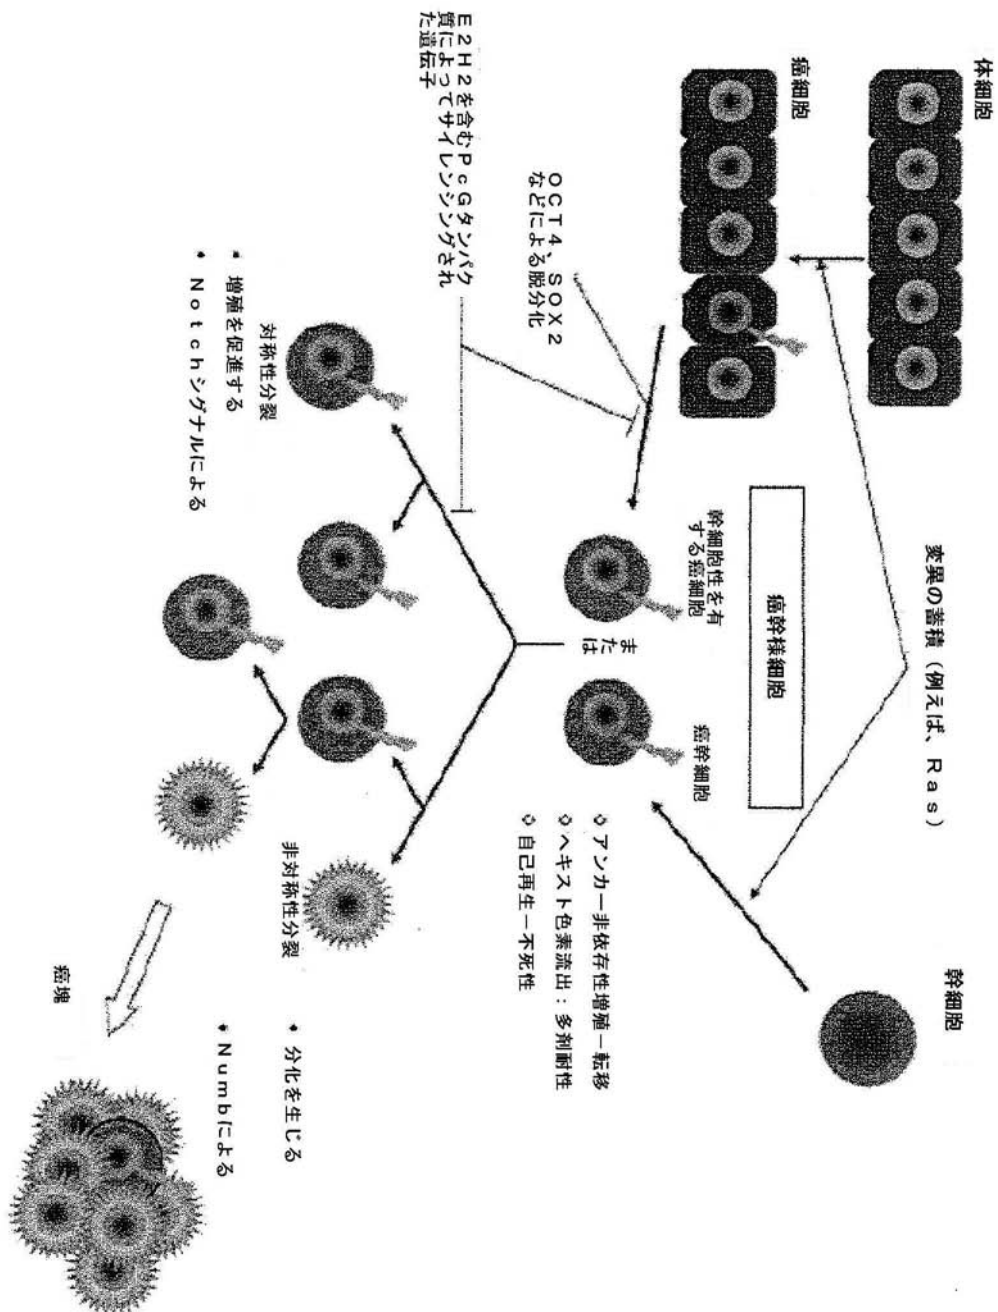 体細胞
変異の蓄積（例えば、Ras）
幹細胞
癌細胞
癌幹様細胞
幹細胞性を有
する癌細胞
癌幹細胞
または
OCT4、SOX2
などによる脱分化
◇ アンカー非依存性増殖－転移
◇ ヘキスト色素流出：多剤耐性
◇ 自己再生－不死性
E2H2を含むPcGタンパク
質によってサイレンシングされ
た遺伝子
対称性分裂
• 増殖を促進する
• Notchシグナルによる
非対称性分裂
• 分化を生じる
• Numbによる
癌塊